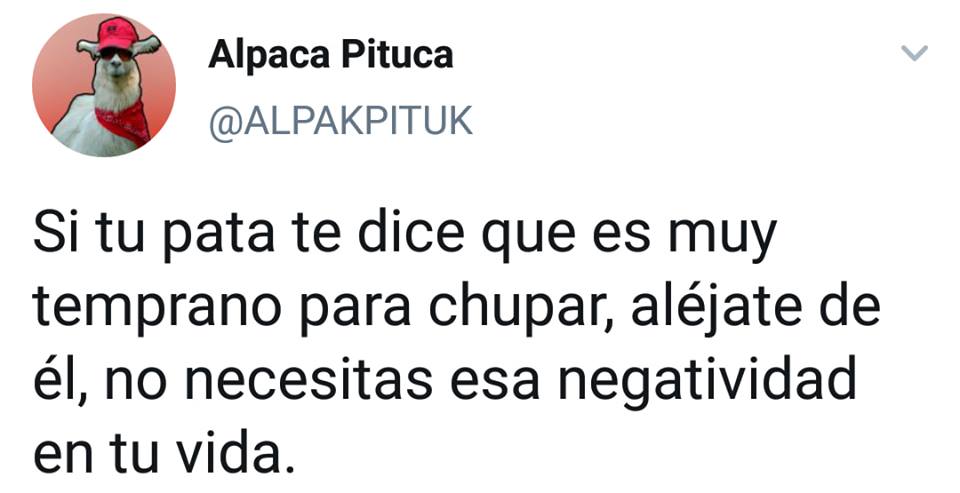 Alpaca Pituca
@ALPAKPITUK
Si tu pata te dice que es muy
temprano para chupar, aléjate de
él, no necesitas esa negatividad
en tu vida.